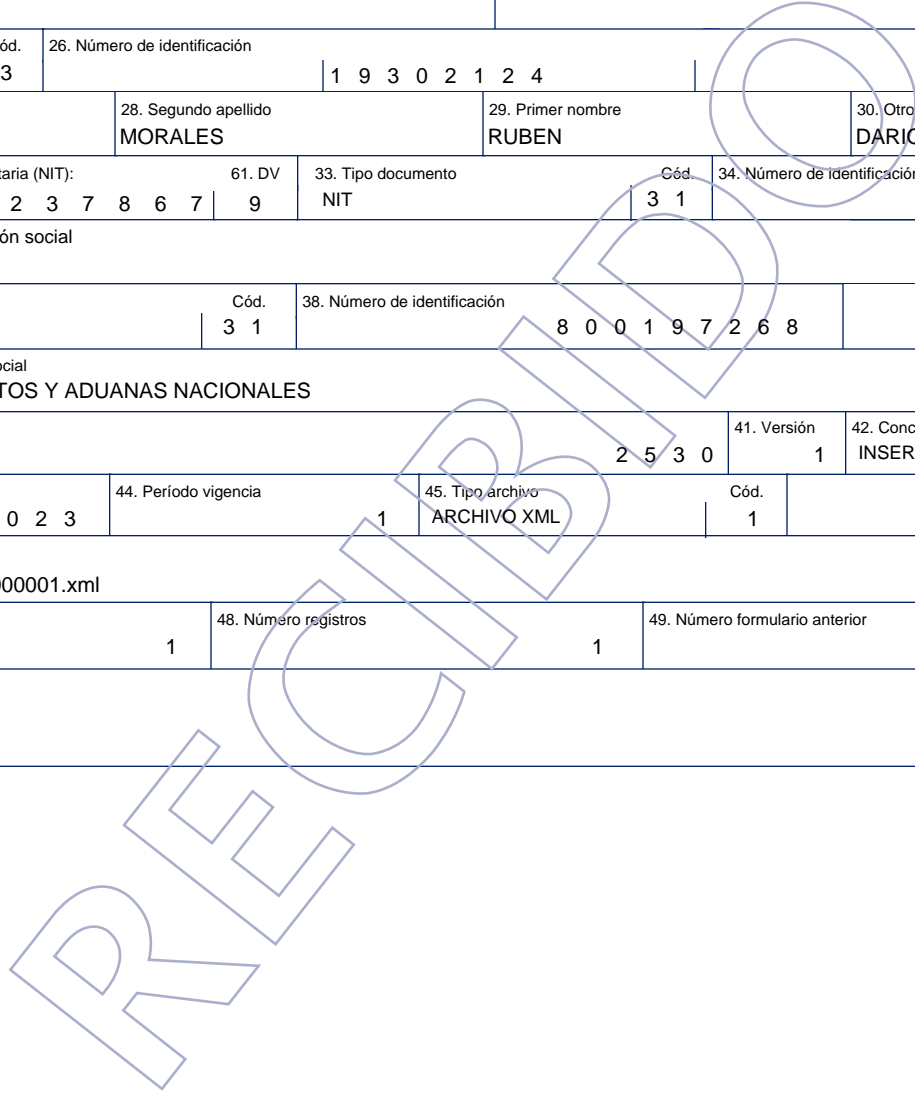 ód. 26. Número de identificación
3 1 9 3 0 2 1 2 4
28. Segundo apellido 29. Primer nombre 30. Otro
MORALES RUBEN DARIO
taria (NIT): 61. DV 33. Tipo documento Cód. 34. Número de identificación
2 3 7 8 6 7 9 NIT 3 1
ón social
Cód. 38. Número de identificación
3 1 8 0 0 1 9 7 2 6 8
ocial
TOS Y ADUANAS NACIONALES
41. Versión 42. Conc
2 5 3 0 1 INSER
44. Período vigencia 45. Tipo archivo Cód.
0 2 3 1 ARCHIVO XML 1
000001.xml
48. Número registros 49. Número formulario anterior
1 1
RECIBIDO